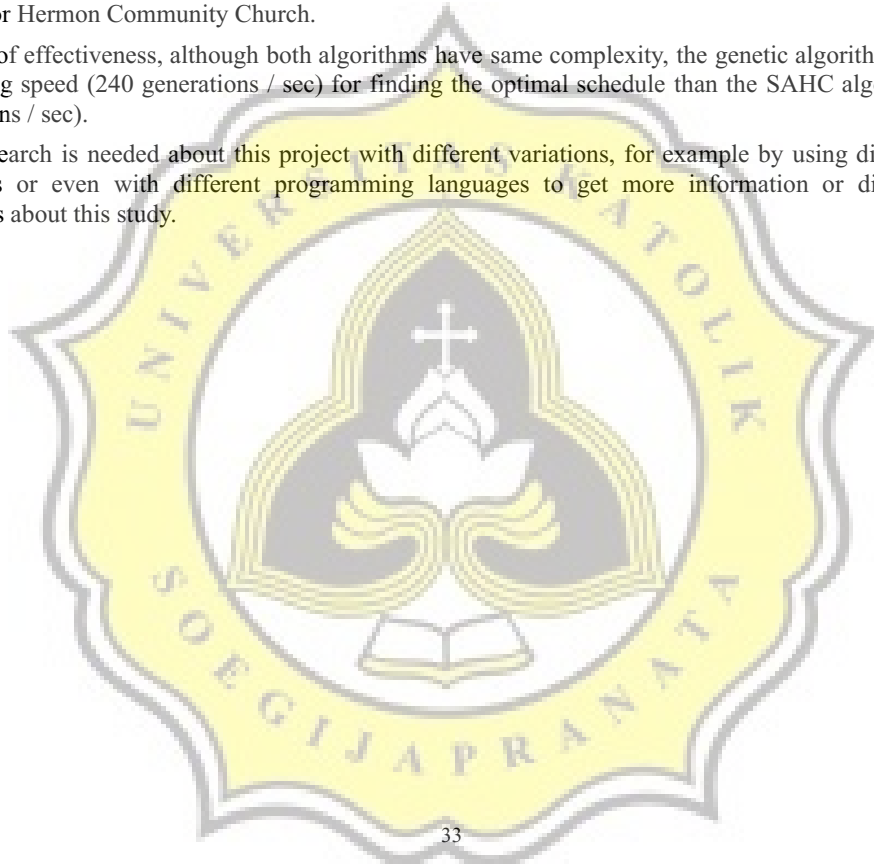 r Hermon Community Church.
of effectiveness, although both algorithms have same complexity, the genetic algorith
g speed (240 generations / sec) for finding the optimal schedule than the SAHC alg
ns / sec).
earch is needed about this project with different variations, for example by using di
s or even with different programming languages to get more information or di
s about this study.
UNIVERSITAS KATOLIK
SOEGIJAPRANATA
33